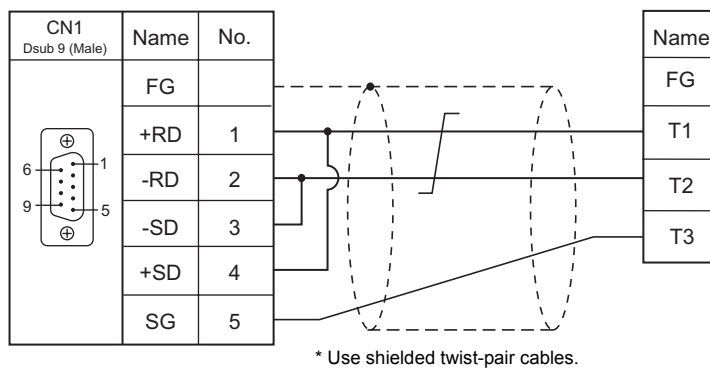 CN1
Dsub 9 (Male)
Name No.
Name
FG
FG
+RD 1
T1
6
1
-RD 2
T2
9
5
-SD 3
T3
+SD 4
SG 5
* Use shielded twist-pair cables.